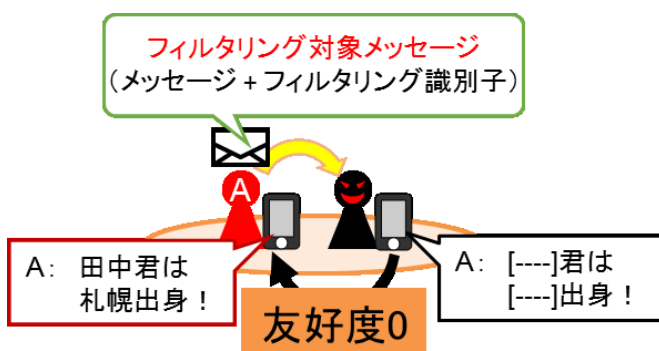 フィルタリング対象メッセージ
（メッセージ + フィルタリング識別子）
A
A： 田中君は
札幌出身！
A： [----]君は
[----]出身！
友好度0